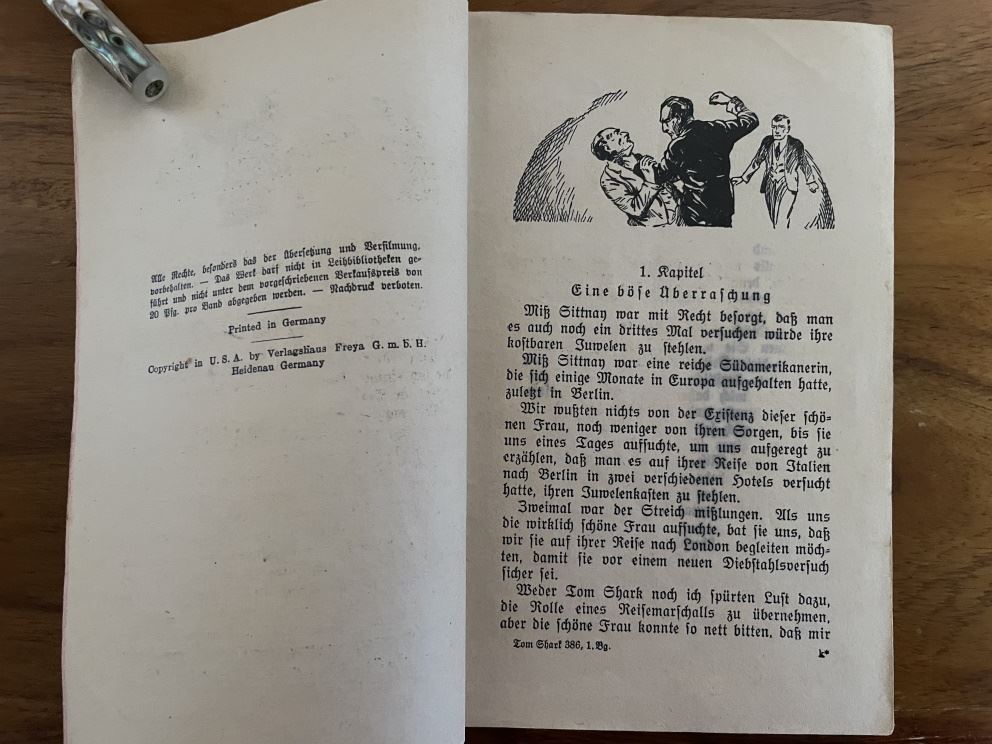 Alle Rechte, besonders das der Übersetzung und Verfilmung,
vorbehalten. — Das Werk darf nicht in Leihbibliotheken ge-
führt und nicht unter dem vorgeschriebenen Verkaufspreis von
20 Pfg. pro Band abgegeben werden. — Nachdruck verboten.
Printed in Germany
Copyright in U. S. A. by Verlagshaus Freya G. m. b. H.
Heidenau Germany
1. Kapitel
Eine böse Überraschung
Miß Sittnay war mit Recht besorgt, daß man
es auch noch ein drittes Mal versuchen würde ihre
kostbaren Juwelen zu stehlen.
Miß Sittnay war eine reiche Südamerikanerin,
die sich einige Monate in Europa aufgehalten hatte,
zuletzt in Berlin.
Wir wußten nichts von der Existenz dieser schö-
nen Frau, noch weniger von ihren Sorgen, bis sie
uns eines Tages aufsuchte, um uns aufgeregt zu
erzählen, daß man es auf ihrer Reise von Italien
nach Berlin in zwei verschiedenen Hotels versucht
hatte, ihren Juwelenkasten zu stehlen.
Zweimal war der Streich mißlungen. Als uns
die wirklich schöne Frau aufsuchte, bat sie uns, daß
wir sie auf ihrer Reise nach London begleiten möch-
ten, damit sie vor einem neuen Diebstahlsversuch
sicher sei.
Weder Tom Shark noch ich spürten Lust dazu,
die Rolle eines Reisemarschalls zu übernehmen,
aber die schöne Frau konnte so nett bitten, daß mir
Tom Shark 386, 1. Bg.